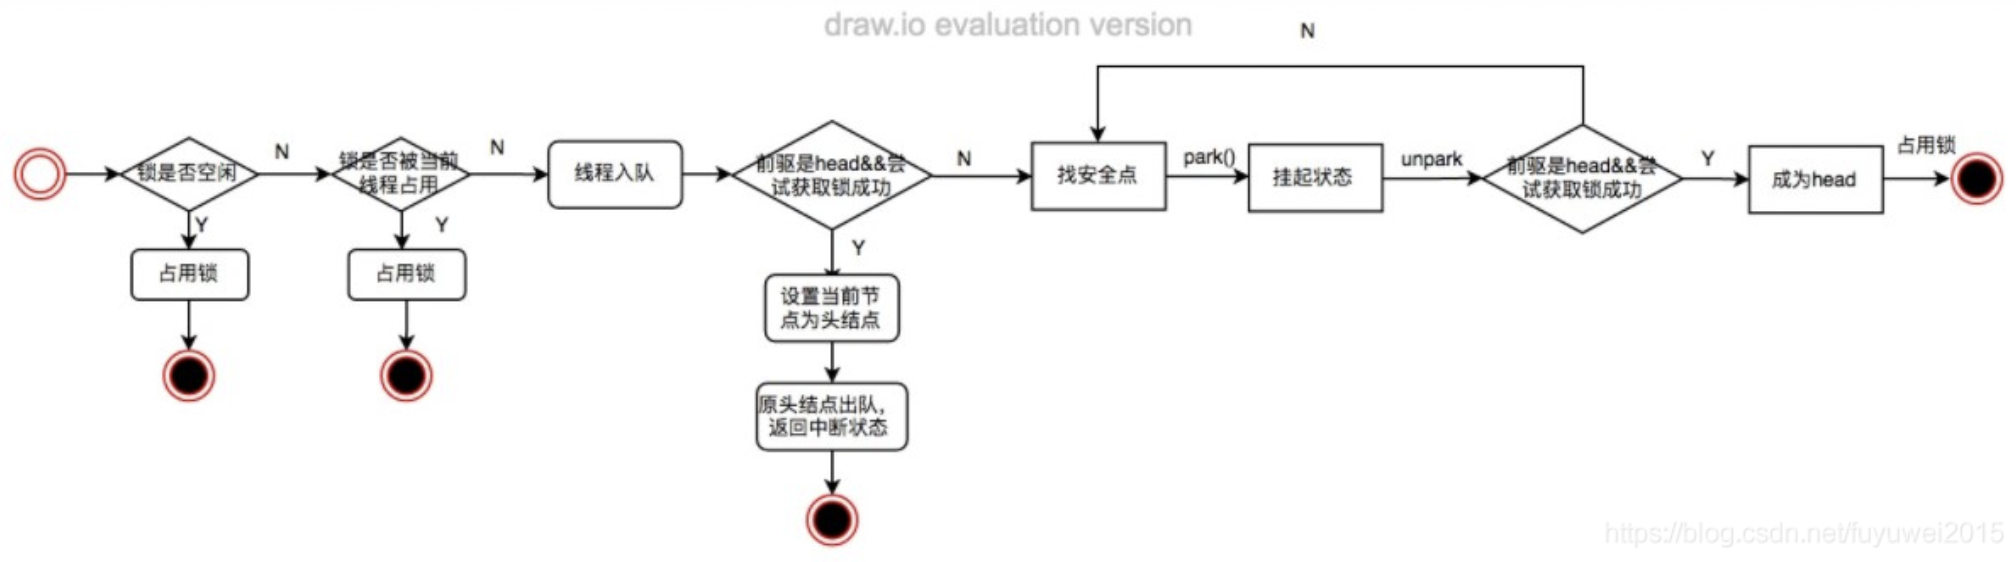 draw.io evaluation version
N
锁是否空闲
N
锁是否被当前
线程占用
N
线程入队
前驱是head&&尝
试获取锁成功
N
找安全点
park()
挂起状态
unpark
前驱是head&&尝
试获取锁成功
Y
成为head
占用锁
Y
占用锁
Y
占用锁
Y
设置当前节
点为头结点
原头结点出队，
返回中断状态
https://blog.csdn.net/fuyuwei2015